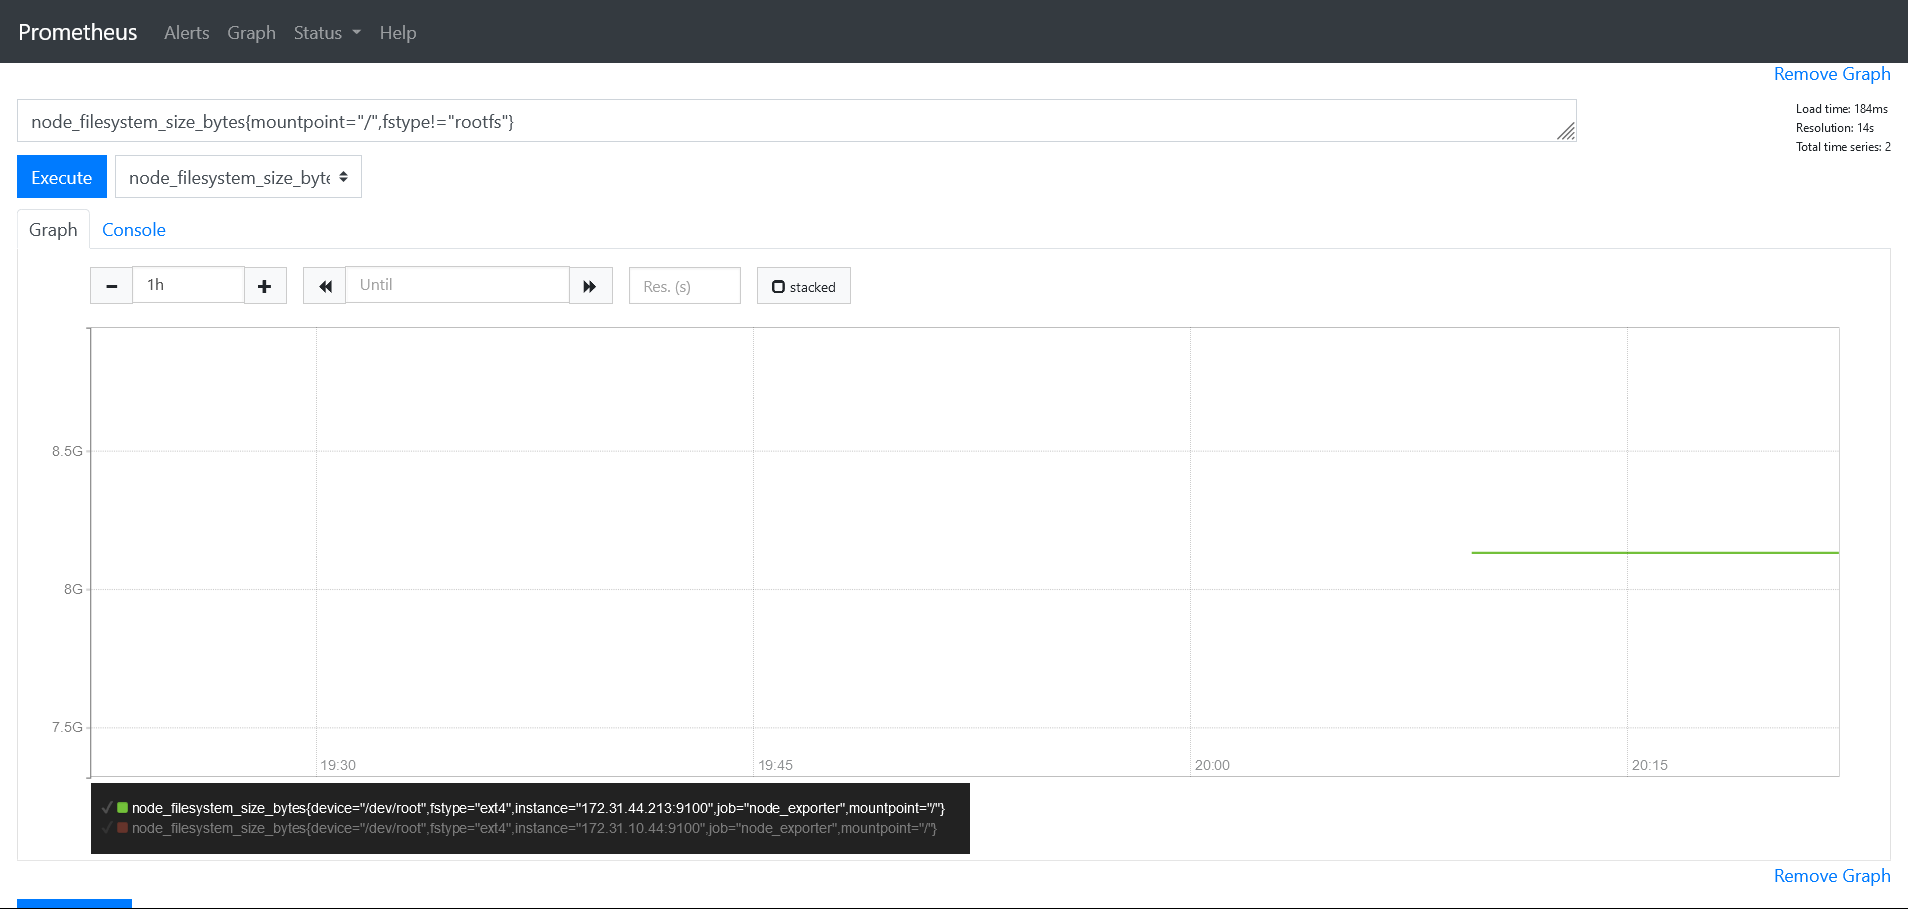 Prometheus Alerts Graph Status Help
Remove Graph
node_filesystem_size_bytes{mountpoint="/",fstype!="rootfs"}
Load time: 184ms
Resolution: 14s
Total time series: 2
Execute node_filesystem_size_byte
Graph Console
1h Until Res. (s) stacked
8.5G
8G
7.5G
19:30 19:45 20:00 20:15
node_filesystem_size_bytes{device="/dev/root",fstype="ext4",instance="172.31.44.213:9100",job="node_exporter",mountpoint="/"}
node_filesystem_size_bytes{device="/dev/root",fstype="ext4",instance="172.31.10.44:9100",job="node_exporter",mountpoint="/"}
Remove Graph